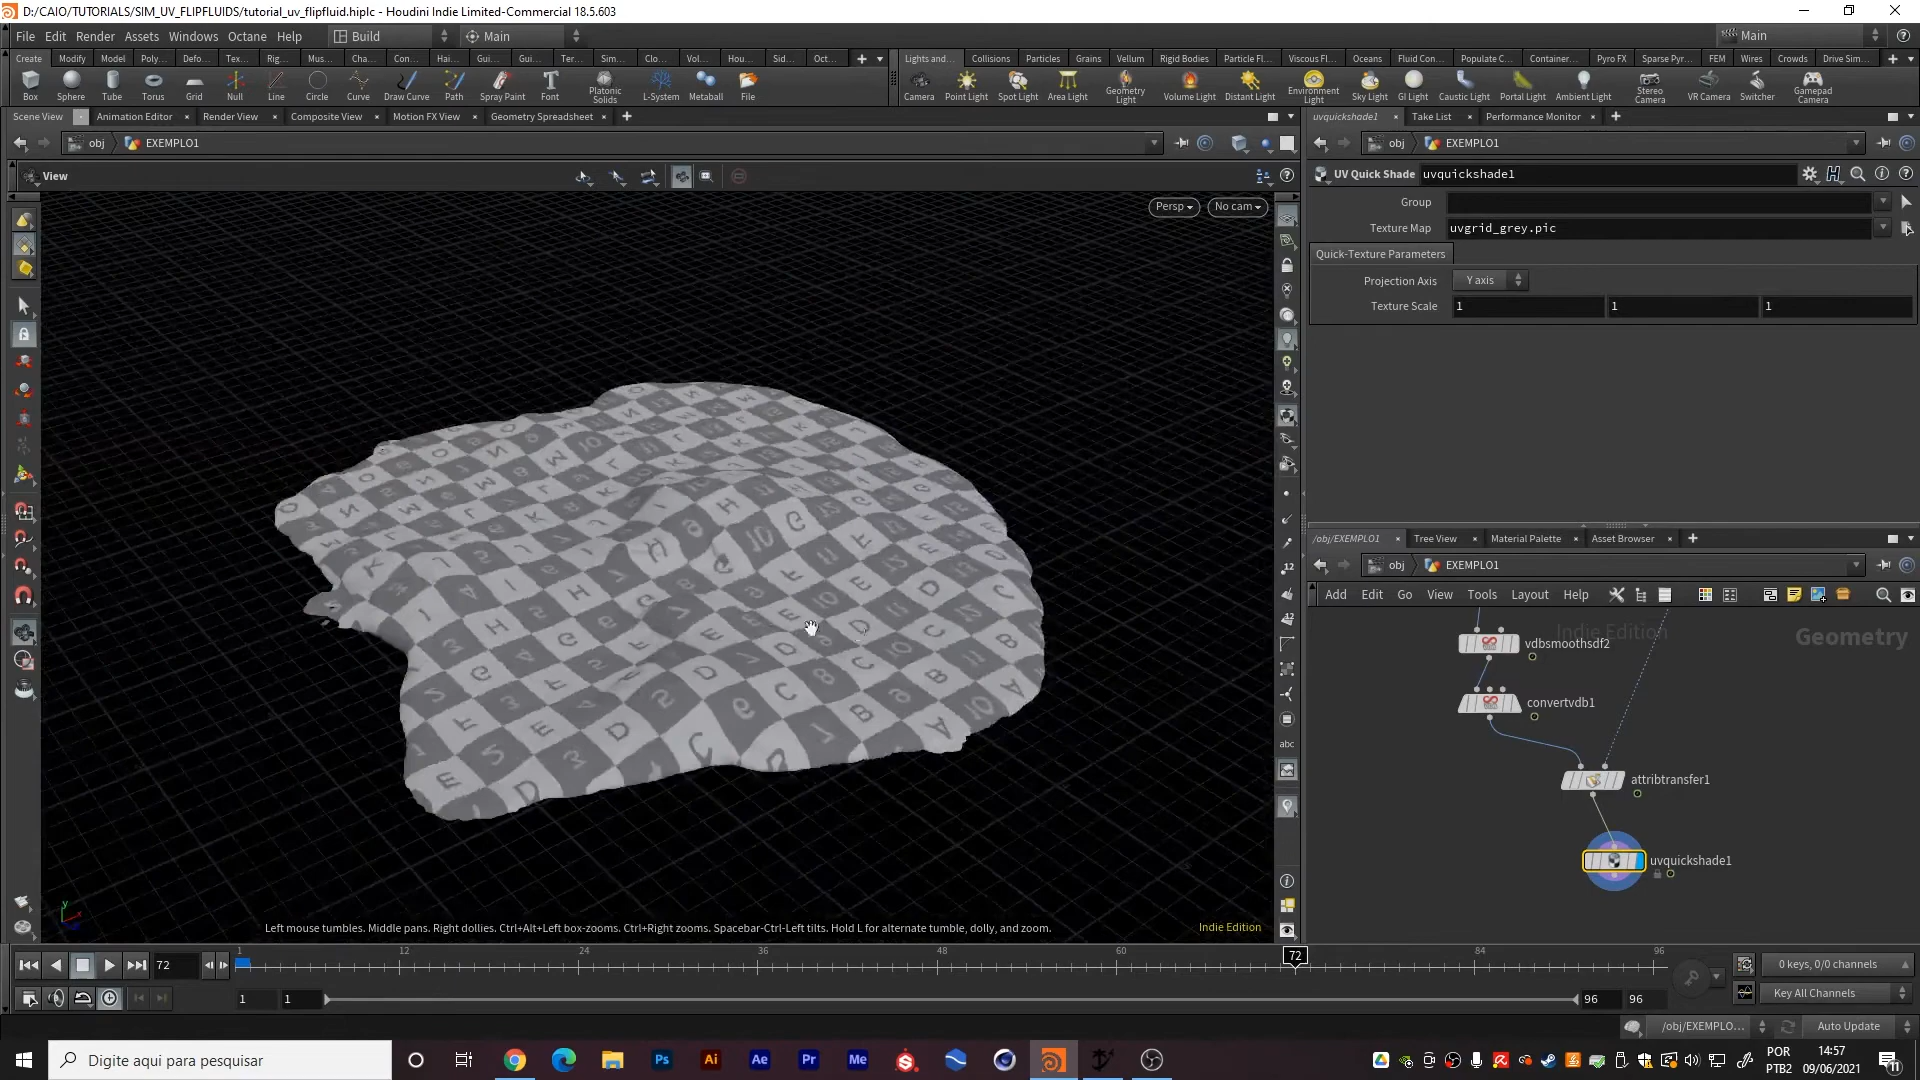 D:/CAIO/TUTORIALS/SIM_UV_FLIPFLUIDS/tutorial_uv_flipfluid.hiplc - Houdini Indie Limited-Commercial 18.5.603
File Edit Render Assets Windows Octane Help Build Main Main
Create Modify Model Poly... Defo... Tex... Rig... Mus... Cha... Con... Hai... Gui... Gui... Ter... Sim... Clo... Vol... Hou... Sid... Oct... Lights and... Collisions Particles Grains Vellum Rigid Bodies Particle Fl... Viscous Fl... Oceans Fluid Con... Populate C... Container... Pyro FX Sparse Pyr... FEM Wires Crowds Drive Sim...
Box Sphere Tube Torus Grid Null Line Circle Curve Draw Curve Path Spray Paint Font Platonic Solids L-System Metaball File Camera Point Light Spot Light Area Light Geometry Light Volume Light Distant Light Environment Light Sky Light GI Light Caustic Light Portal Light Ambient Light Stereo Camera VR Camera Switcher Gamepad Camera
Scene View Animation Editor Render View Composite View Motion FX View Geometry Spreadsheet uvquickshade1 Take List Performance Monitor
obj EXEMPLO1 obj EXEMPLO1
View UV Quick Shade uvquickshade1
Persp No cam
Group
Texture Map uvgrid_grey.pic
Quick-Texture Parameters
Projection Axis Y axis
Texture Scale 1 1 1
/obj/EXEMPLO1 Tree View Material Palette Asset Browser
obj EXEMPLO1
Add Edit Go View Tools Layout Help
Indie Edition Geometry
vdbsmoothsdf2
convertvdb1
attribtransfer1
uvquickshade1
abc
Left mouse tumbles. Middle pans. Right dollies. Ctrl+Alt+Left box-zooms. Ctrl+Right zooms. Spacebar-Ctrl-Left tilts. Hold L for alternate tumble, dolly, and zoom.
Indie Edition
72 1 12 24 36 48 60 72 84 96 0 keys, 0/0 channels
1 1 96 96 Key All Channels
/obj/EXEMPLO... Auto Update
Digite aqui para pesquisar
Ps Ai Ae Pr Me
POR 14:57
PTB2 09/06/2021 11